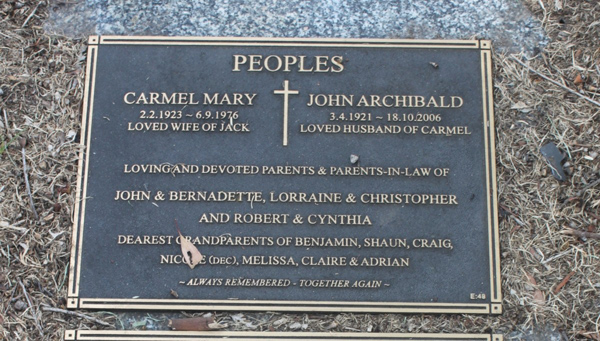 PEOPLES
CARMEL MARY
2.2.1923 ~ 6.9.1976
LOVED WIFE OF JACK
JOHN ARCHIBALD
3.4.1921 ~ 18.10.2006
LOVED HUSBAND OF CARMEL
LOVING AND DEVOTED PARENTS & PARENTS-IN-LAW OF
JOHN & BERNADETTE, LORRAINE & CHRISTOPHER
AND ROBERT & CYNTHIA
DEAREST GRANDPARENTS OF BENJAMIN, SHAUN, CRAIG,
NICOLE (DEC), MELISSA, CLAIRE & ADRIAN
~ ALWAYS REMEMBERED - TOGETHER AGAIN ~